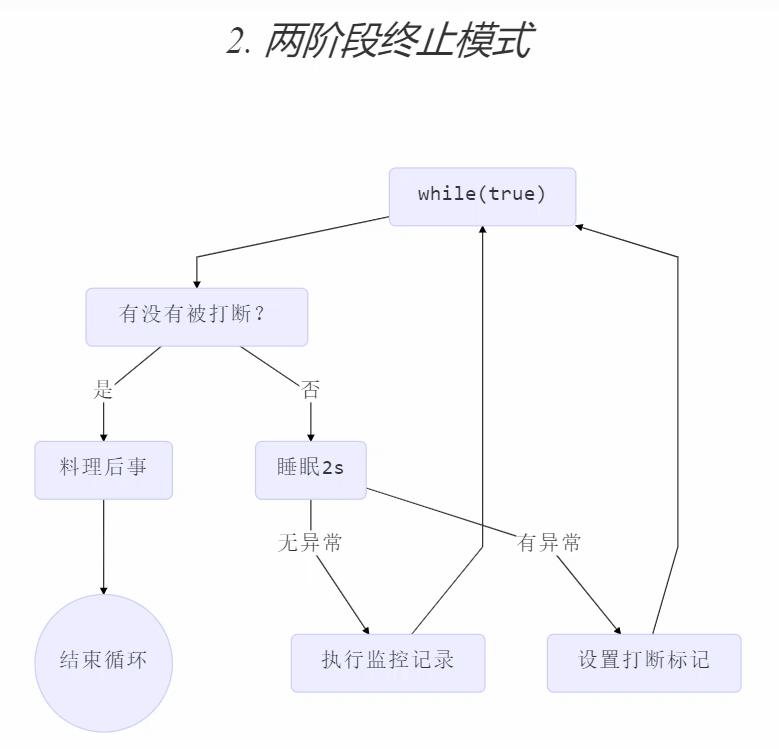 2. 两阶段终止模式
while(true)
有没有被打断？
是
否
料理后事
睡眠2s
无异常
有异常
结束循环
执行监控记录
设置打断标记